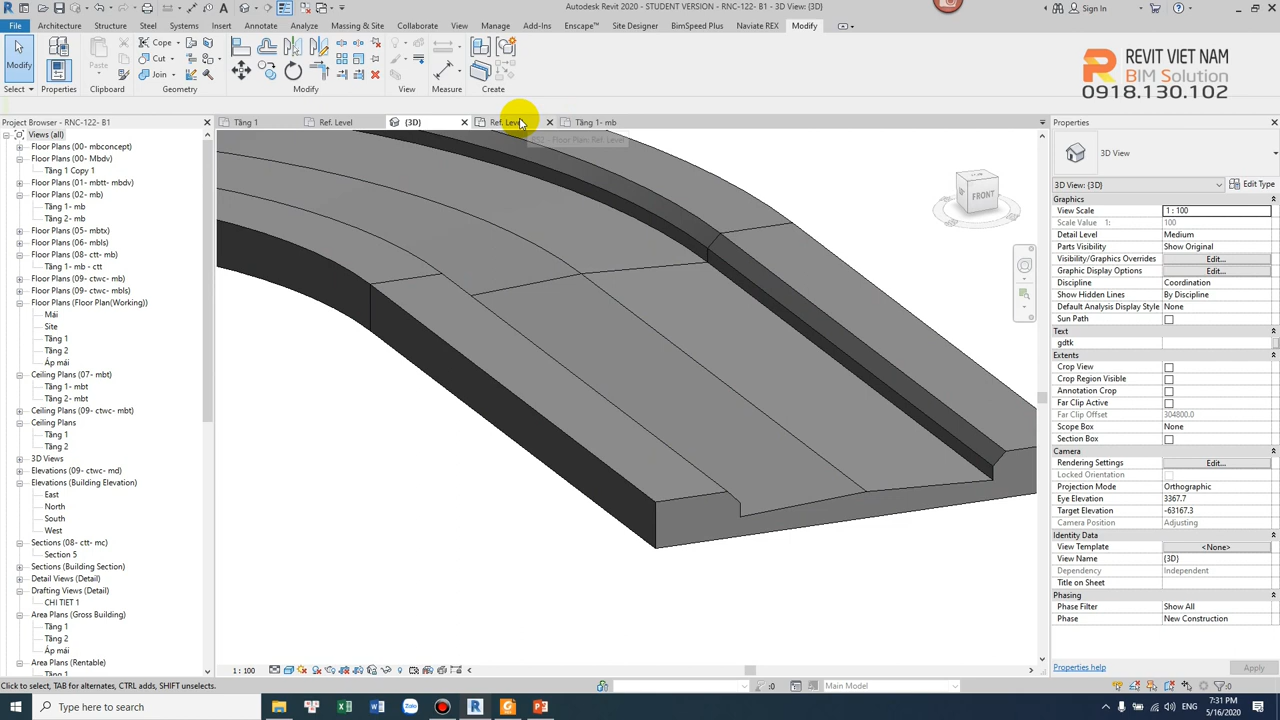 Autodesk Revit 2020 - STUDENT VERSION - RNC-122- B1 - 3D View: {3D}
Sign In
File Architecture Structure Steel Systems Insert Annotate Analyze Massing & Site Collaborate View Manage Add-Ins Enscape™ Site Designer BimSpeed Plus Naviate REX Modify
Modify
Properties
Paste
Cope
Cut
Join
Select
Properties
Clipboard
Geometry
Modify
View
Measure
Create
REVIT VIET NAM
BIM Solution
0918.130.102
Project Browser - RNC-122- B1
Views (all)
Floor Plans (00- mbconcept)
Floor Plans (00- Mbdv)
Tầng 1 Copy 1
Floor Plans (01- mbtt- mbdv)
Floor Plans (02- mb)
Tầng 1- mb
Tầng 2- mb
Floor Plans (05- mbtx)
Floor Plans (06- mbls)
Floor Plans (08- ctt- mb)
Tầng 1- mb - ctt
Floor Plans (09- ctwc- mb)
Floor Plans (09- ctwc- mbls)
Floor Plans (Floor Plan(Working))
Mái
Site
Tầng 1
Tầng 2
Áp mái
Ceiling Plans (07- mbt)
Tầng 1- mbt
Tầng 2- mbt
Ceiling Plans (09- ctwc- mbt)
Ceiling Plans
Tầng 1
Tầng 2
3D Views
Elevations (09- ctwc- md)
Elevations (Building Elevation)
East
North
South
West
Sections (08- ctt- mc)
Section 5
Sections (Building Section)
Detail Views (Detail)
Drafting Views (Detail)
CHI TIET 1
Area Plans (Gross Building)
Tầng 1
Tầng 2
Áp mái
Area Plans (Rentable)
Tầng 1
Tầng 1
Ref. Level
{3D}
Ref. Level
Tầng 1- mb
Floor Plan: Ref. Level
FRONT
Properties
3D View
3D View: {3D}
Edit Type
Graphics
View Scale 1 : 100
Scale Value 1: 100
Detail Level Medium
Parts Visibility Show Original
Visibility/Graphics Overrides Edit...
Graphic Display Options Edit...
Discipline Coordination
Show Hidden Lines By Discipline
Default Analysis Display Style None
Sun Path
Text
gdtk
Extents
Crop View
Crop Region Visible
Annotation Crop
Far Clip Active
Far Clip Offset 304800.0
Scope Box None
Section Box
Camera
Rendering Settings Edit...
Locked Orientation
Projection Mode Orthographic
Eye Elevation 3367.7
Target Elevation -63167.3
Camera Position Adjusting
Identity Data
View Template <None>
View Name {3D}
Dependency Independent
Title on Sheet
Phasing
Phase Filter Show All
Phase New Construction
Properties help
Apply
1 : 100
Click to select, TAB for alternates, CTRL adds, SHIFT unselects.
:0
Main Model
:0
Type here to search
ENG
7:31 PM
5/16/2020